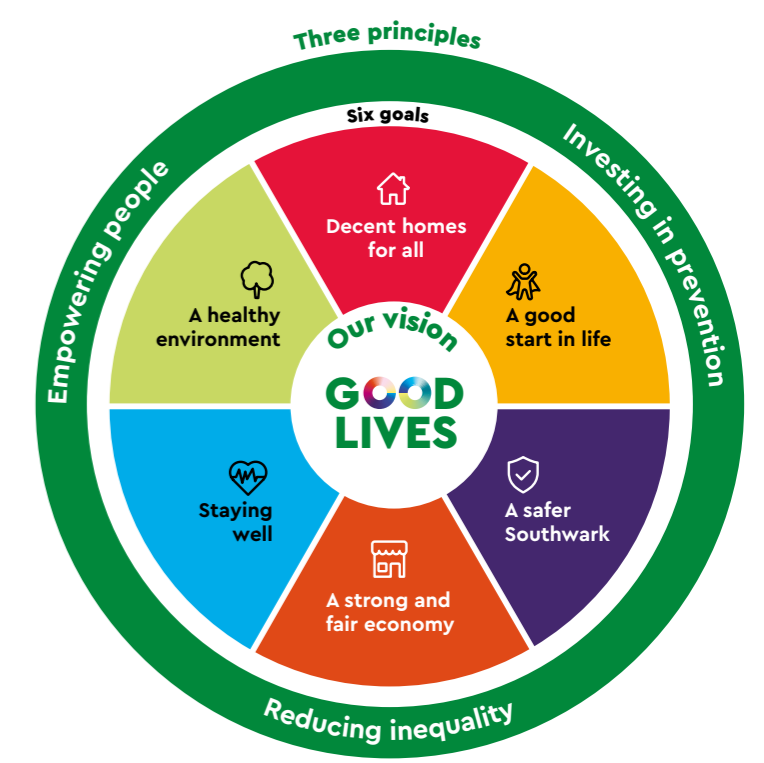 Three principles
Empowering people
Investing in prevention
Reducing inequality
Six goals
Decent homes
for all
A good
start in life
A safer
Southwark
A strong and
fair economy
Staying
well
A healthy
environment
Our vision
GOOD
LIVES